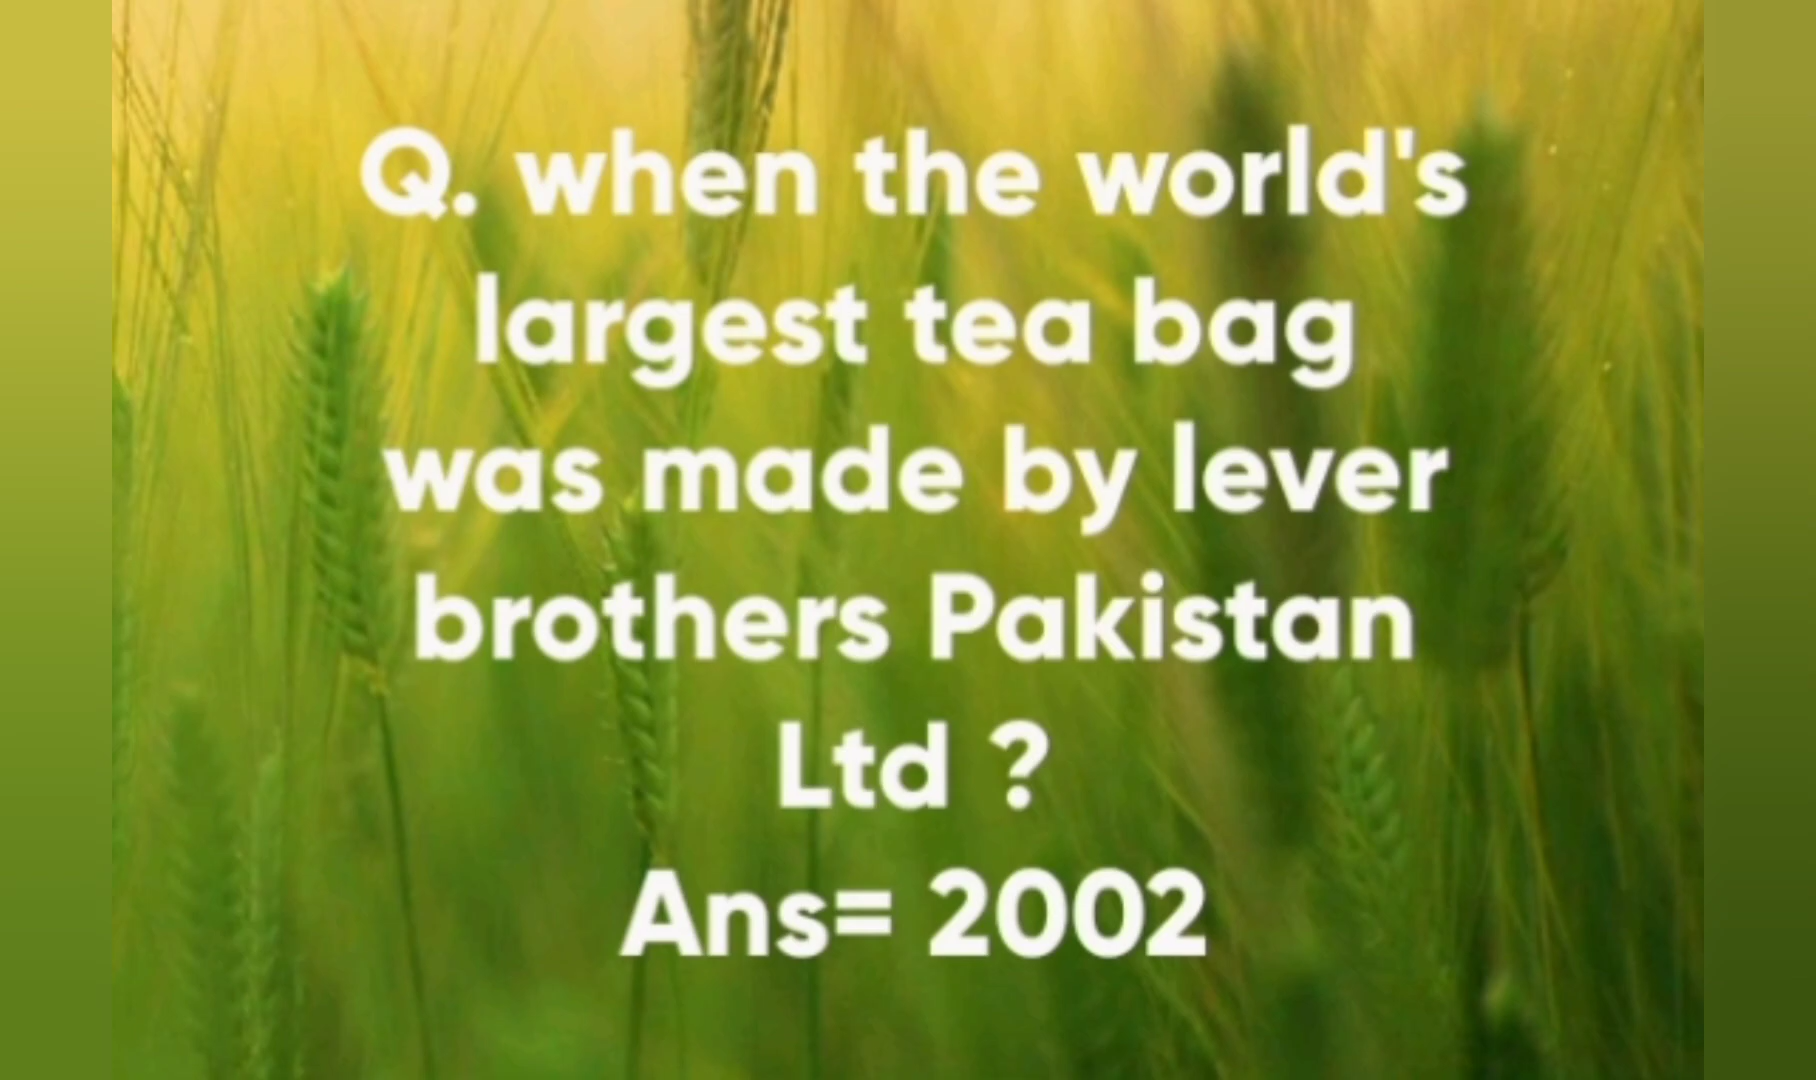 Q. when the world's
largest tea bag
was made by lever
brothers Pakistan
Ltd ?
Ans= 2002